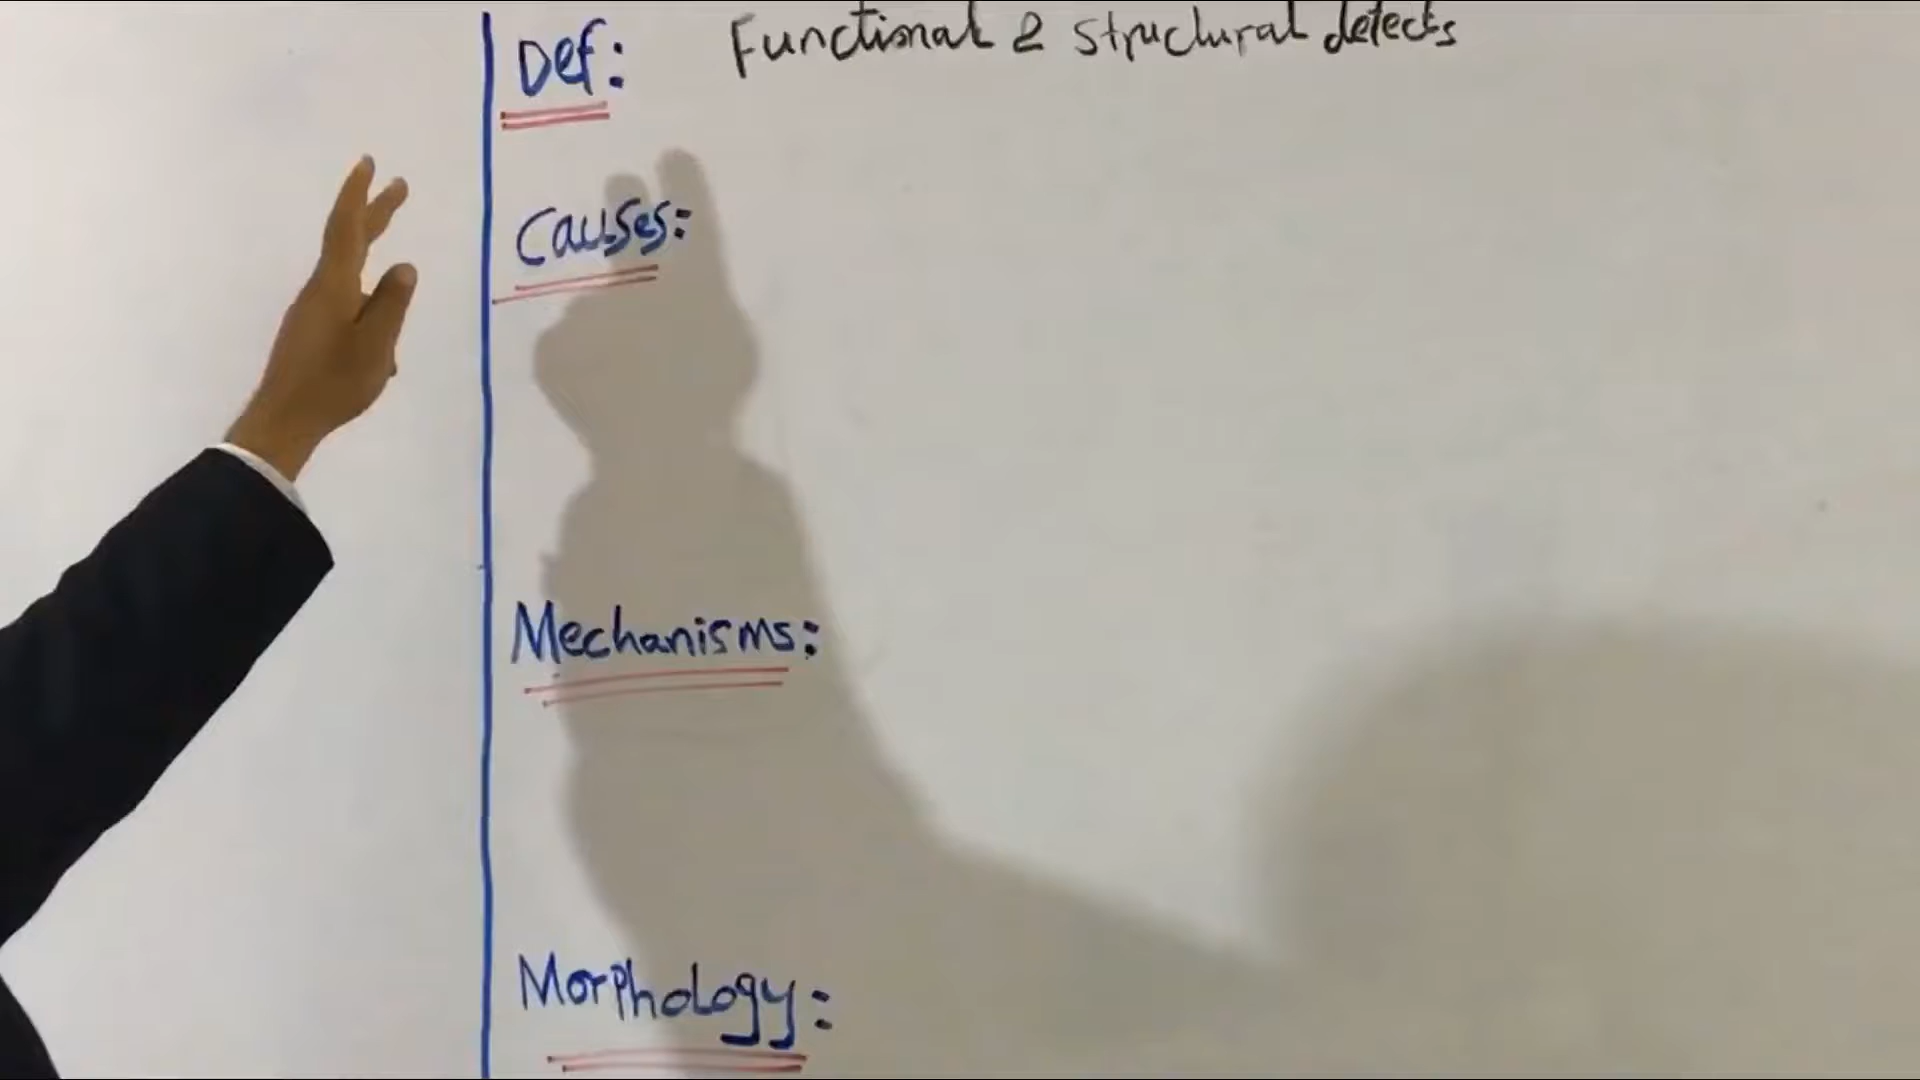 Def: Functional & structural defects
Causes:
Mechanisms:
Morphology: